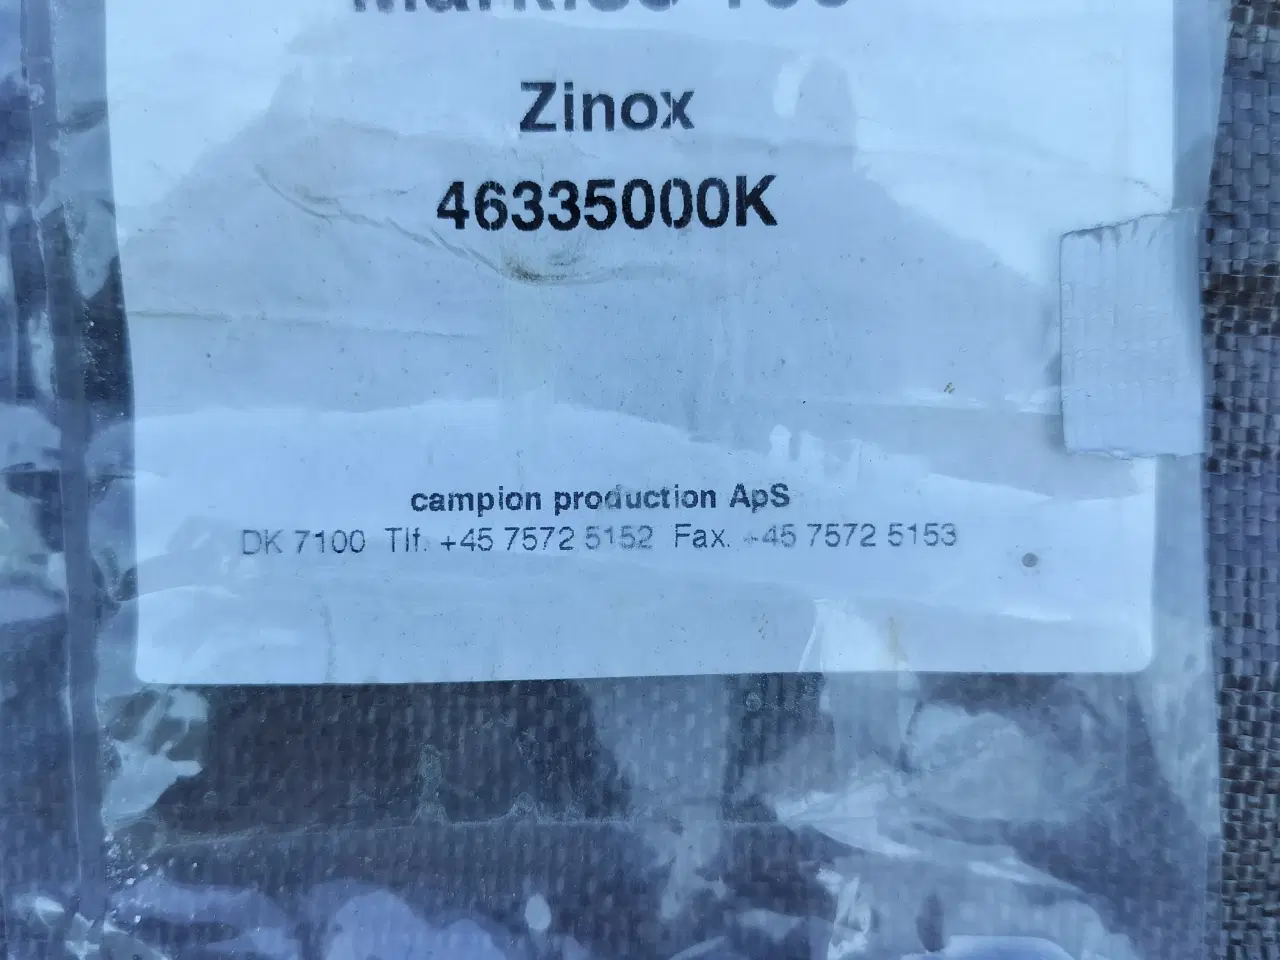 Zinox
46335000K
campion production ApS
DK 7100 Tlf. +45 7572 5152 Fax. +45 7572 5153